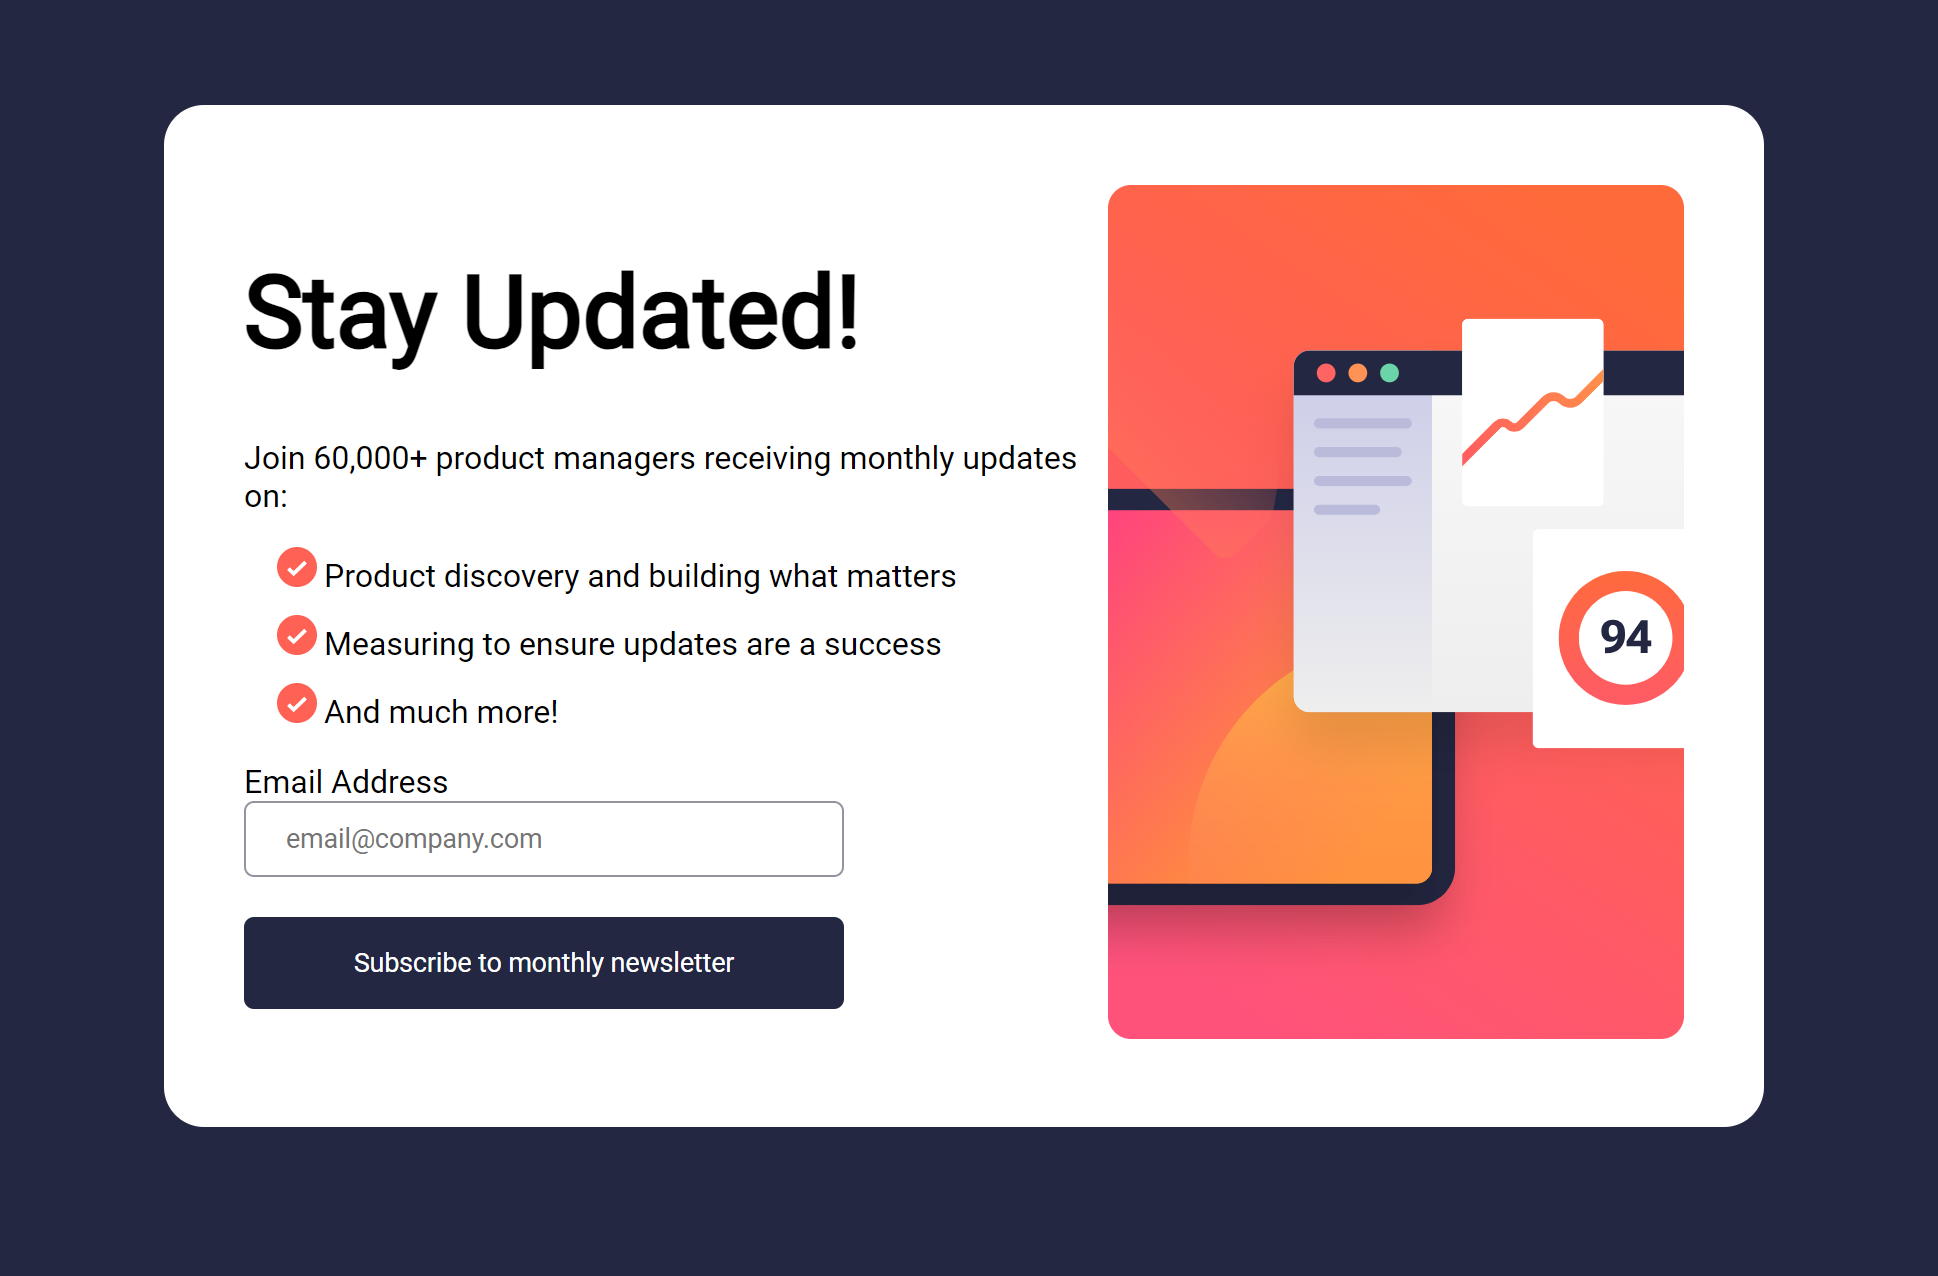 Stay Updated!
Join 60,000+ product managers receiving monthly updates
on:
Product discovery and building what matters
Measuring to ensure updates are a success
And much more!
Email Address
email@company.com
Subscribe to monthly newsletter
94